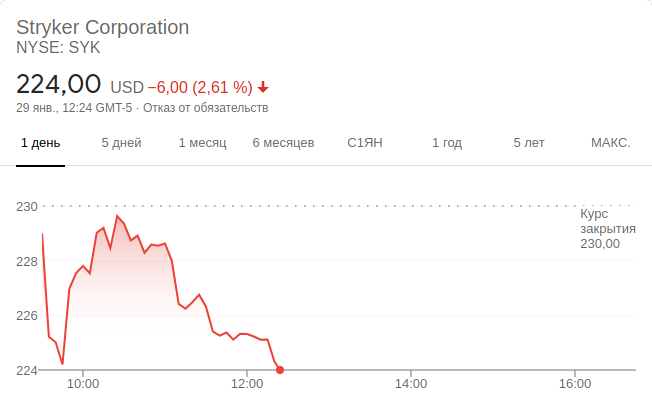 Stryker Corporation
NYSE: SYK
224,00 USD −6,00 (2,61 %)
29 янв., 12:24 GMT-5 · Отказ от обязательств
1 день 5 дней 1 месяц 6 месяцев С1ЯН 1 год 5 лет МАКС.
230
Курс
закрытия
230,00
228
226
224
10:00 12:00 14:00 16:00